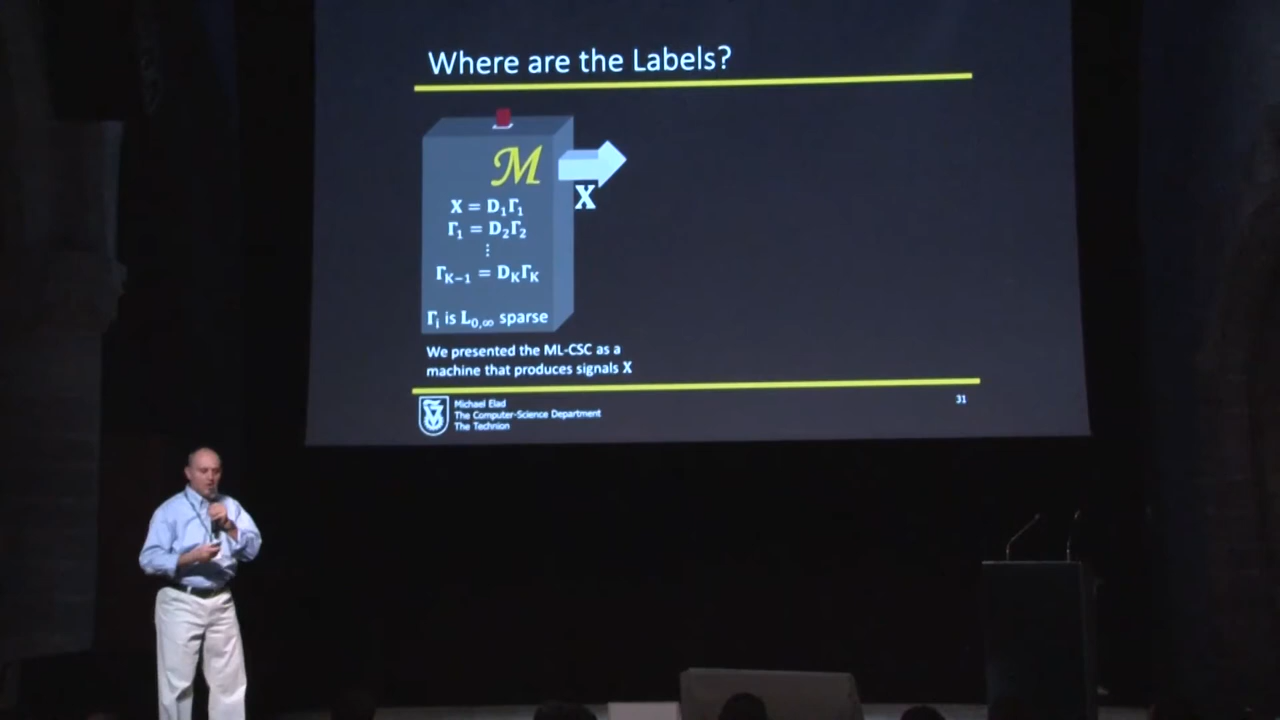 Where are the Labels?
ℳ
X
X = D₁Γ₁
Γ₁ = D₂Γ₂
⋮
Γ_{K−1} = D_KΓ_K
Γᵢ is L₀,∞ sparse
We presented the ML-CSC as a
machine that produces signals X
Michael Elad
The Computer-Science Department
The Technion
31